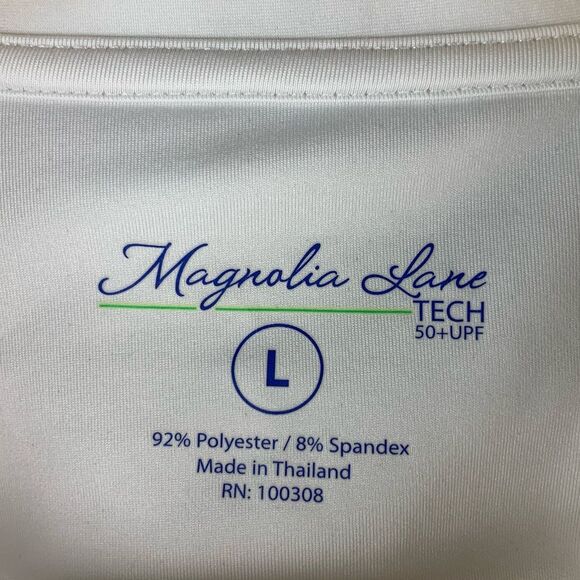 Magnolia Lane
TECH
50+UPF
L
92% Polyester / 8% Spandex
Made in Thailand
RN: 100308